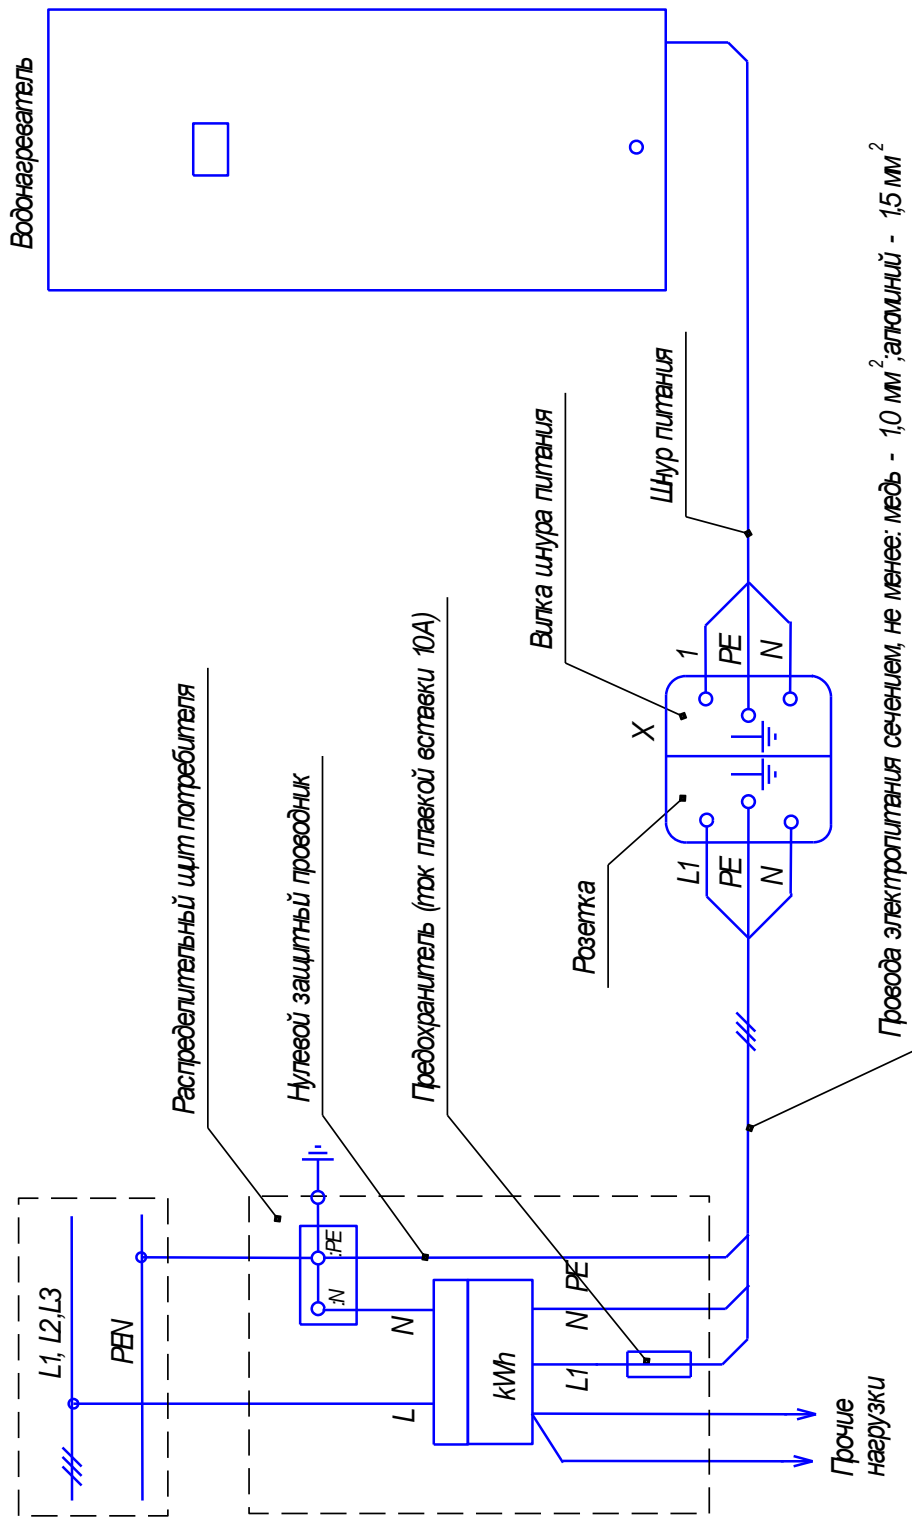 Водонагреватель
Шнур питания
Вилка шнура питания
Розетка
X
1
PE
N
L1
PE
N
Провода электропитания сечением, не менее: медь - 1,0 мм²; алюминий - 1,5 мм²
Распределительный щит потребителя
Нулевой защитный проводник
Предохранитель (ток плавкой вставки 10А)
L1, L2,L3
PEN
:PE
:N
N
L
kWh
PE
N
L1
Прочие
нагрузки